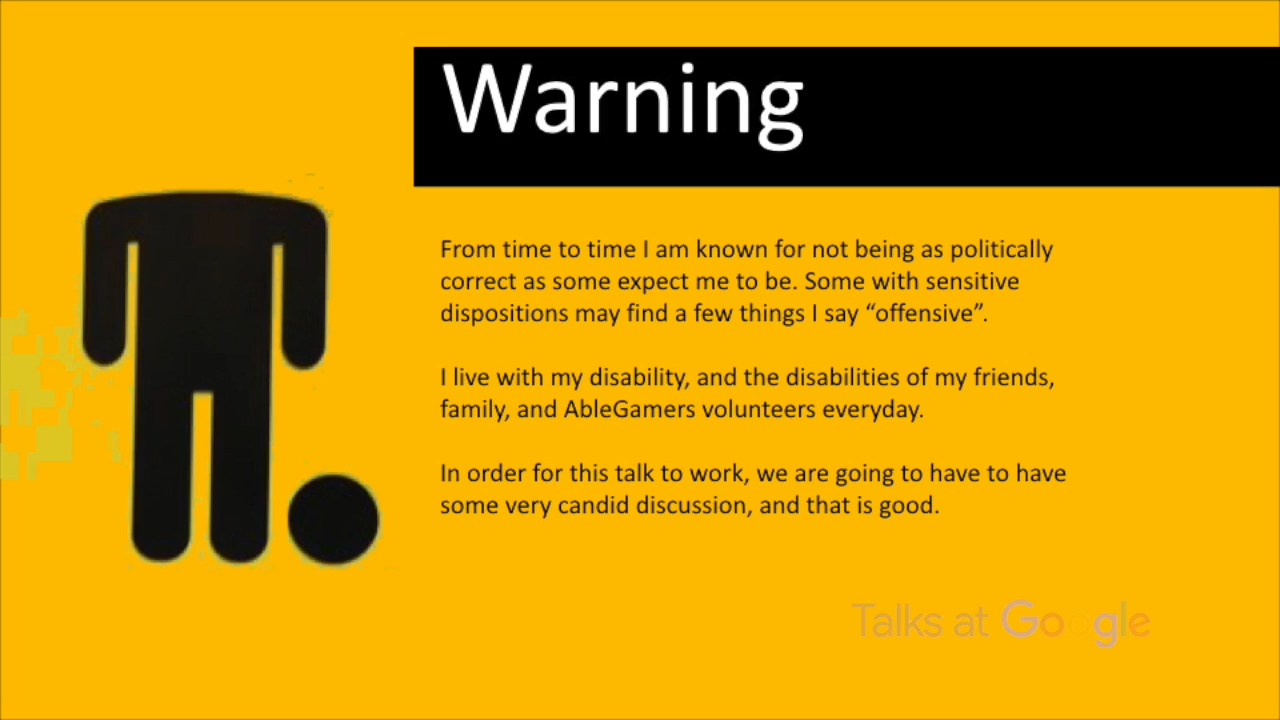 Warning
From time to time I am known for not being as politically
correct as some expect me to be. Some with sensitive
dispositions may find a few things I say “offensive”.
I live with my disability, and the disabilities of my friends,
family, and AbleGamers volunteers everyday.
In order for this talk to work, we are going to have to have
some very candid discussion, and that is good.
Talks at Google